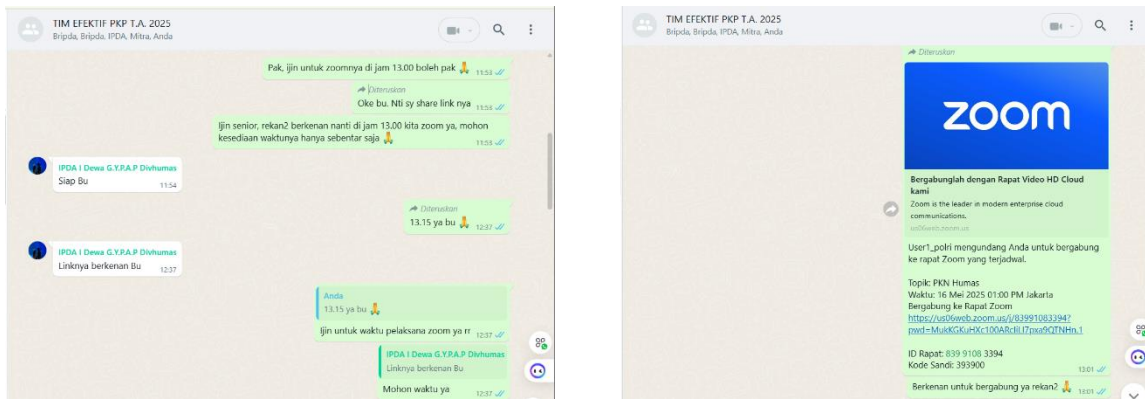 TIM EFEKTIF PKP T.A. 2025
Bripda, Bripda, IPDA, Mitra, Anda
Pak, ijin untuk zoomnya di jam 13.00 boleh pak 🙏 11:53
Diteruskan
Oke bu. Nti sy share link nya 11:53
Ijin senior, rekan2 berkenan nanti di jam 13.00 kita zoom ya, mohon
kesediaan waktunya hanya sebentar saja 🙏 11:53
IPDA I Dewa G.Y.P.A.P Divhumas
Siap Bu 11:54
Diteruskan
13.15 ya bu 🙏 12:37
IPDA I Dewa G.Y.P.A.P Divhumas
Linknya berkenan Bu 12:37
Anda
13.15 ya bu 🙏
Ijin untuk waktu pelaksana zoom ya rr 12:37
IPDA I Dewa G.Y.P.A.P Divhumas
Linknya berkenan Bu
Mohon waktu ya 12:37
TIM EFEKTIF PKP T.A. 2025
Bripda, Bripda, IPDA, Mitra, Anda
Diteruskan
zoom
Bergabunglah dengan Rapat Video HD Cloud
kami
Zoom is the leader in modern enterprise cloud
communications.
us06web.zoom.us
User1_polri mengundang Anda untuk bergabung
ke rapat Zoom yang terjadwal.
Topik: PKN Humas
Waktu: 16 Mei 2025 01:00 PM Jakarta
Bergabung ke Rapat Zoom
https://us06web.zoom.us/j/83991083394?
ID Rapat: 839 9108 3394
Kode Sandi: 393900
13:01
Berkenan untuk bergabung ya rekan2 🙏 13:01